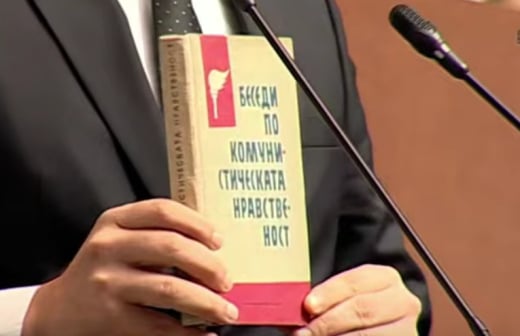 БЕСЕДИ
ПО
КОМУНИ-
СТИЧЕСКАТА
НРАВСТВЕ-
НОСТ